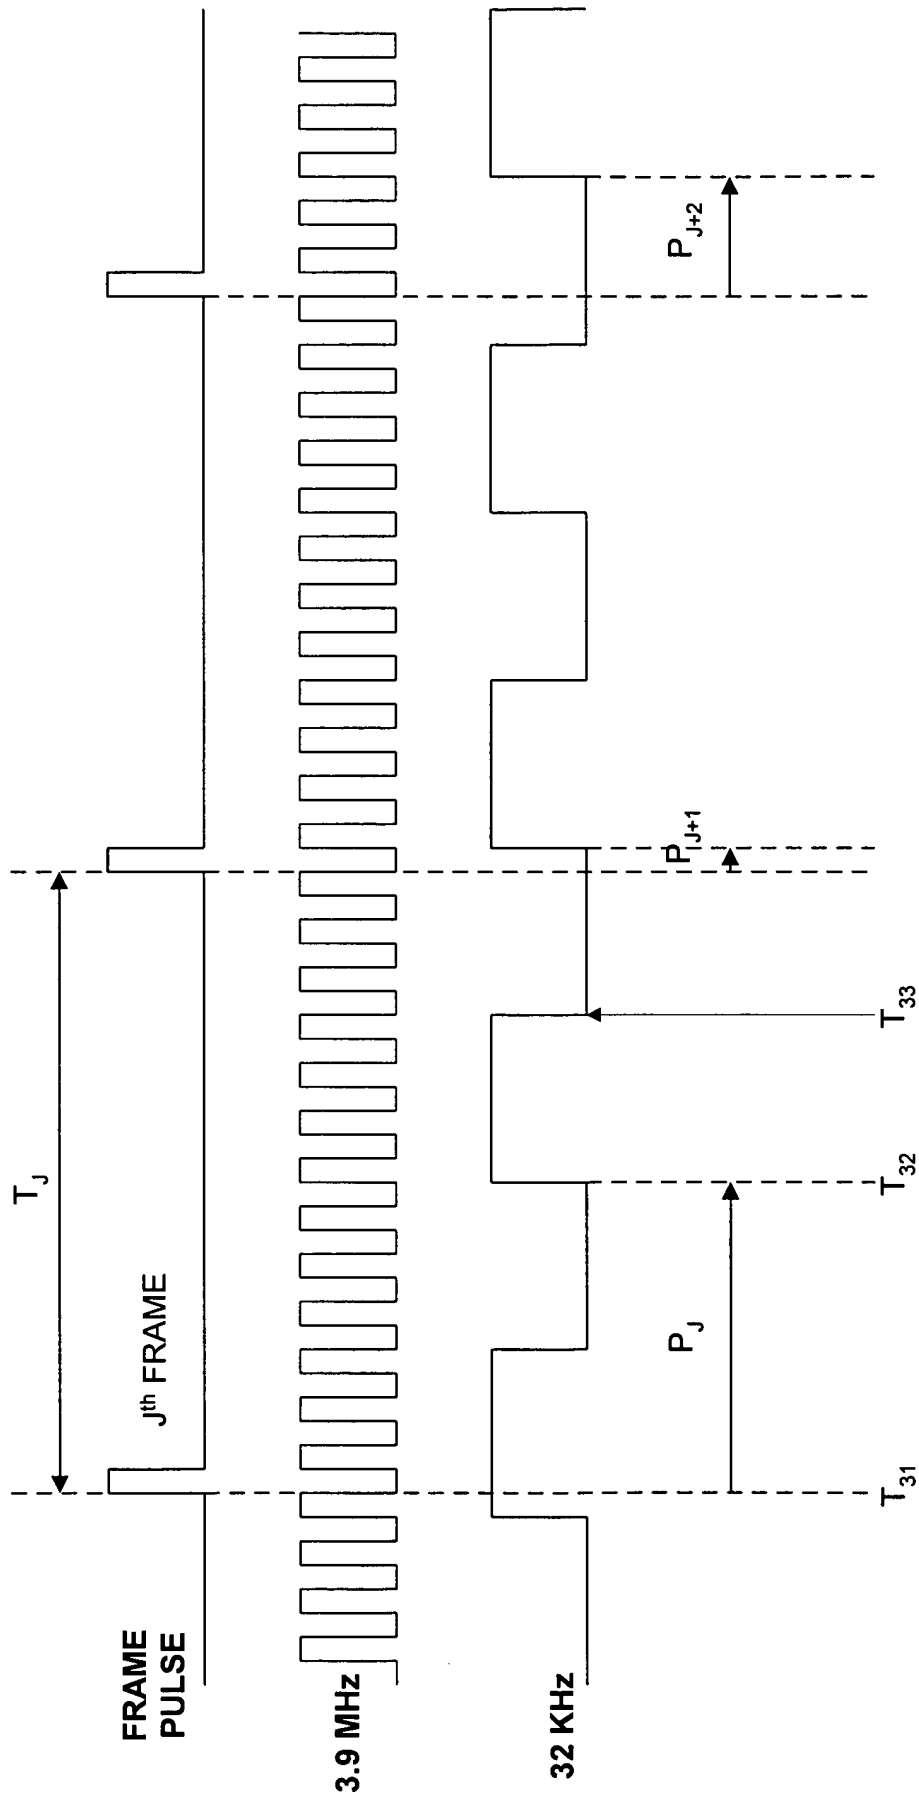 T_J
FRAME
PULSE
J^th FRAME
3.9 MHz
32 KHz
P_J
P_J+1
P_J+2
T_31
T_32
T_33